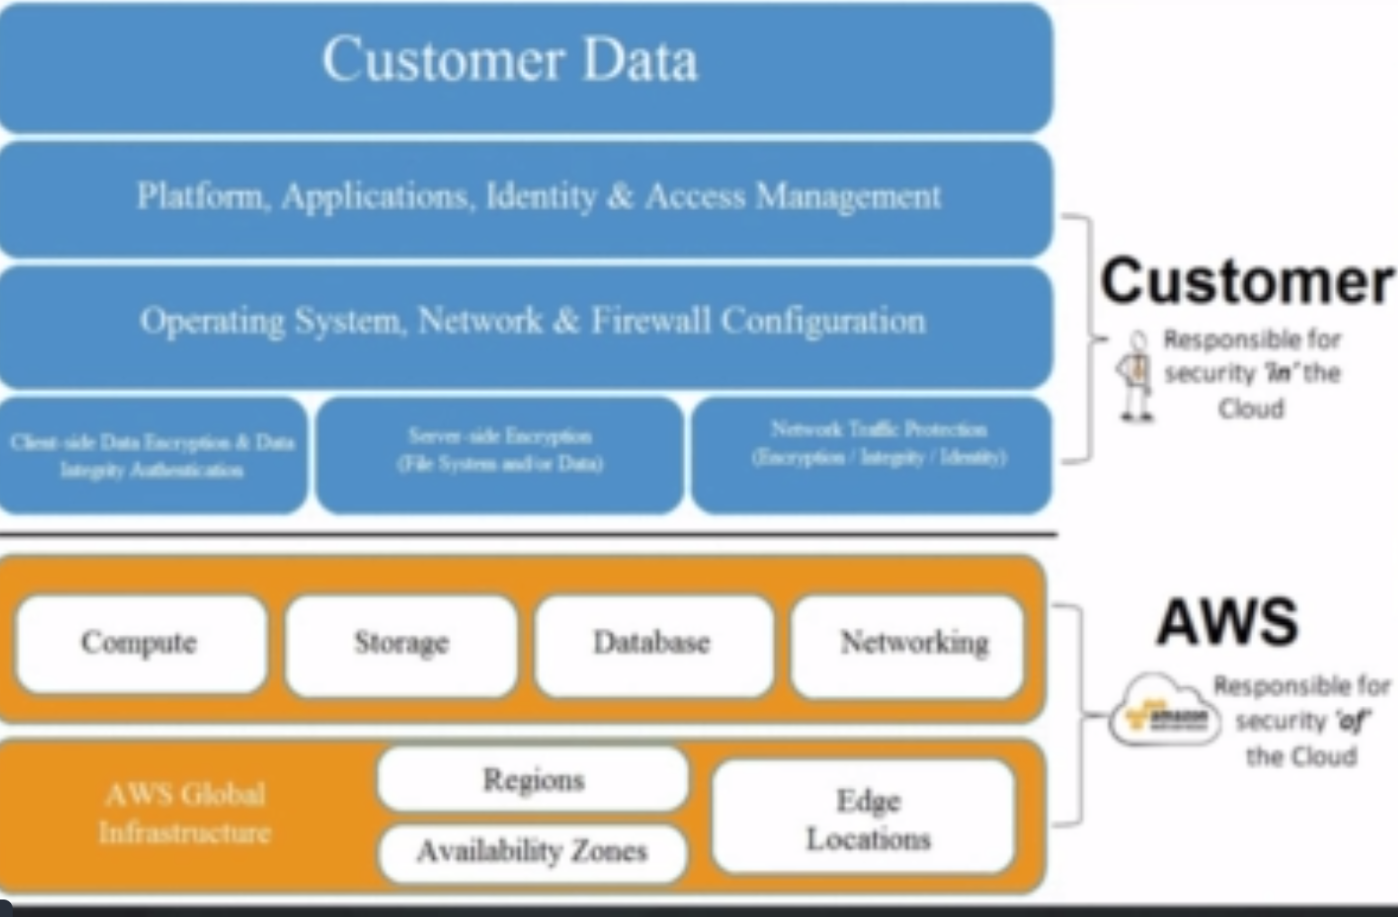 Customer Data
Platform, Applications, Identity & Access Management
Operating System, Network & Firewall Configuration
Client-side Data Encryption & Data
Integrity Authentication
Server-side Encryption
(File System and/or Data)
Network Traffic Protection
(Encryption / Integrity / Identity)
Customer
Responsible for
security 'in' the
Cloud
Compute
Storage
Database
Networking
AWS Global
Infrastructure
Regions
Availability Zones
Edge
Locations
AWS
amazon
Responsible for
security 'of'
the Cloud